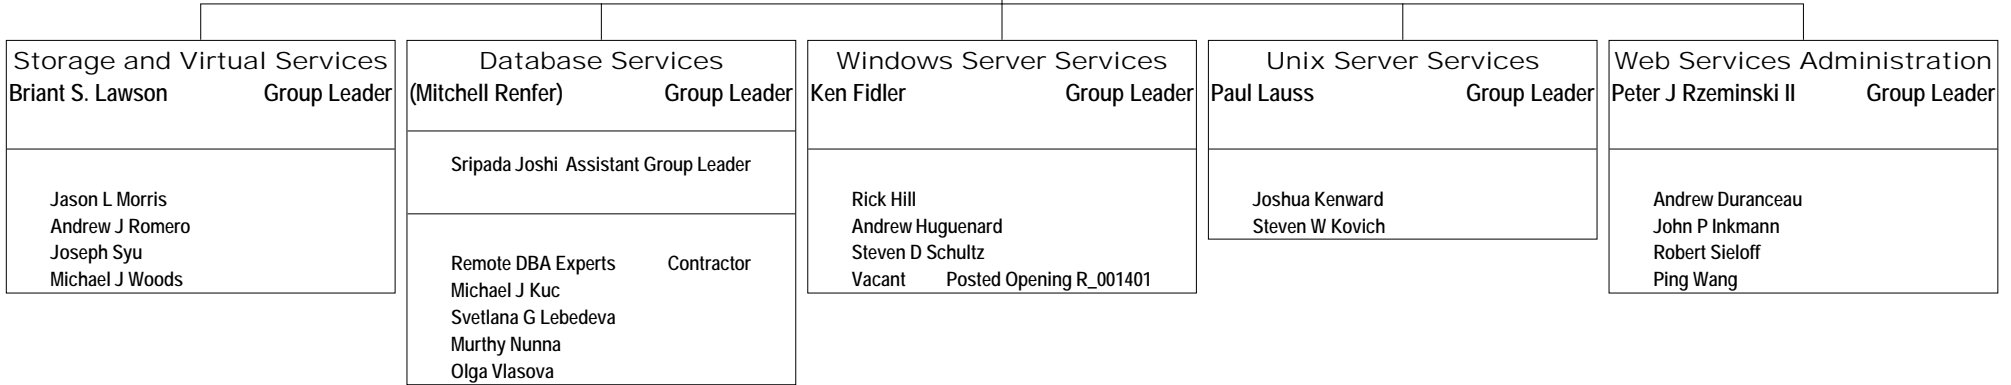 Storage and Virtual Services
Briant S. Lawson Group Leader
Jason L Morris
Andrew J Romero
Joseph Syu
Michael J Woods
Database Services
(Mitchell Renfer) Group Leader
Sripada Joshi Assistant Group Leader
Remote DBA Experts Contractor
Michael J Kuc
Svetlana G Lebedeva
Murthy Nunna
Olga Vlasova
Windows Server Services
Ken Fidler Group Leader
Rick Hill
Andrew Huguenard
Steven D Schultz
Vacant Posted Opening R_001401
Unix Server Services
Paul Lauss Group Leader
Joshua Kenward
Steven W Kovich
Web Services Administration
Peter J Rzeminski II Group Leader
Andrew Duranceau
John P Inkmann
Robert Sieloff
Ping Wang